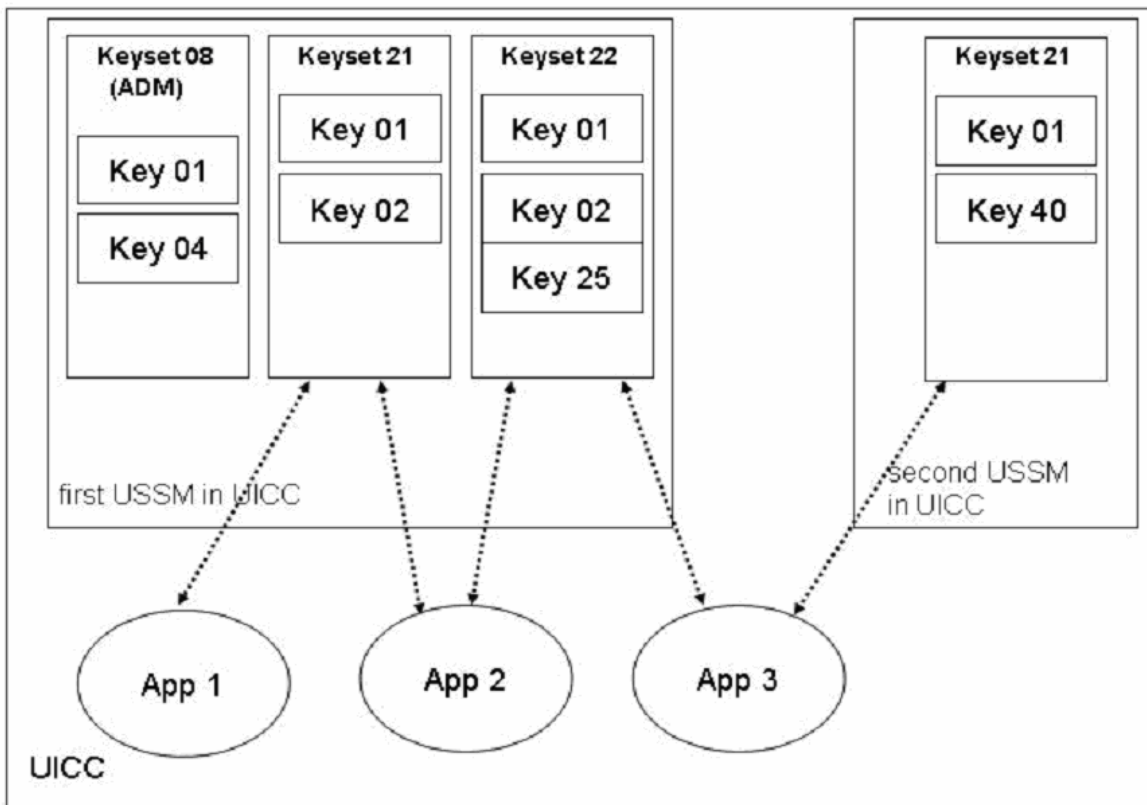 Keyset 08
(ADM)
Key 01
Key 04
Keyset 21
Key 01
Key 02
Keyset 22
Key 01
Key 02
Key 25
Keyset 21
Key 01
Key 40
first USSM in UICC
second USSM
in UICC
App 1
App 2
App 3
UICC